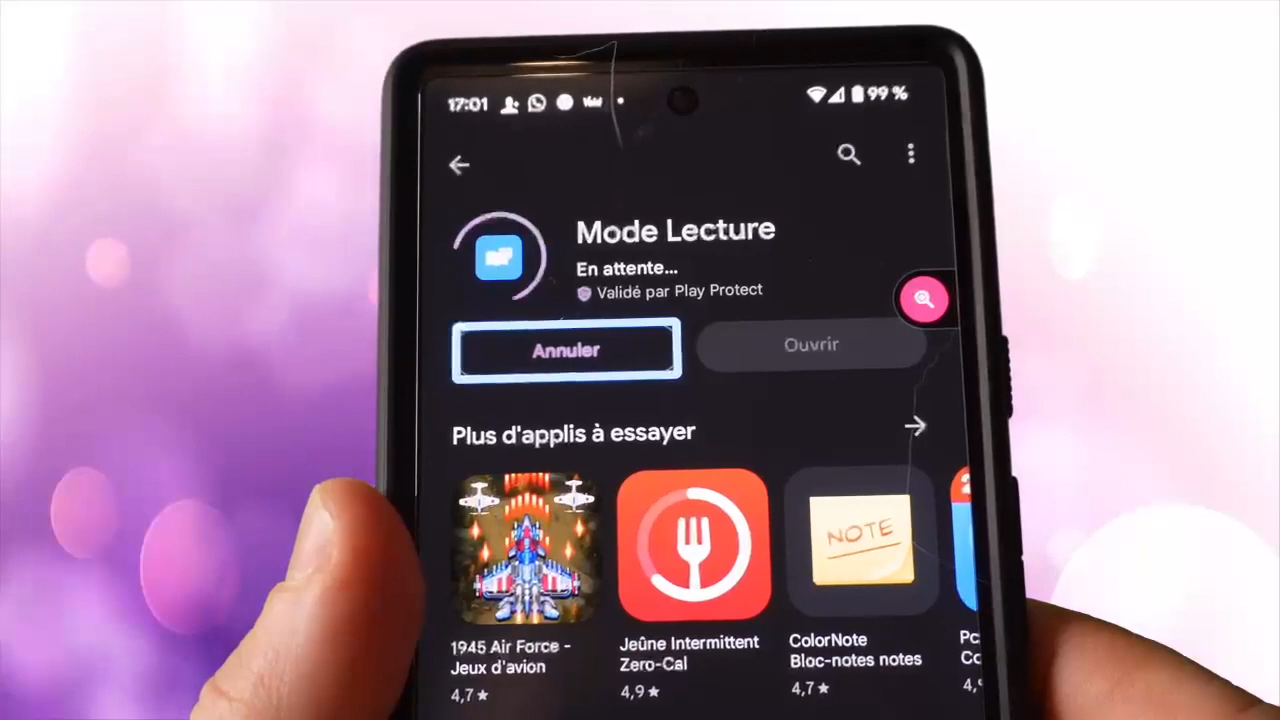 17:01
99 %
Mode Lecture
En attente...
Validé par Play Protect
Annuler
Ouvrir
Plus d'applis à essayer
NOTE
1945 Air Force -
Jeux d'avion
4,7 ★
Jeûne Intermittent
Zero-Cal
4,9 ★
ColorNote
Bloc-notes notes
4,7 ★